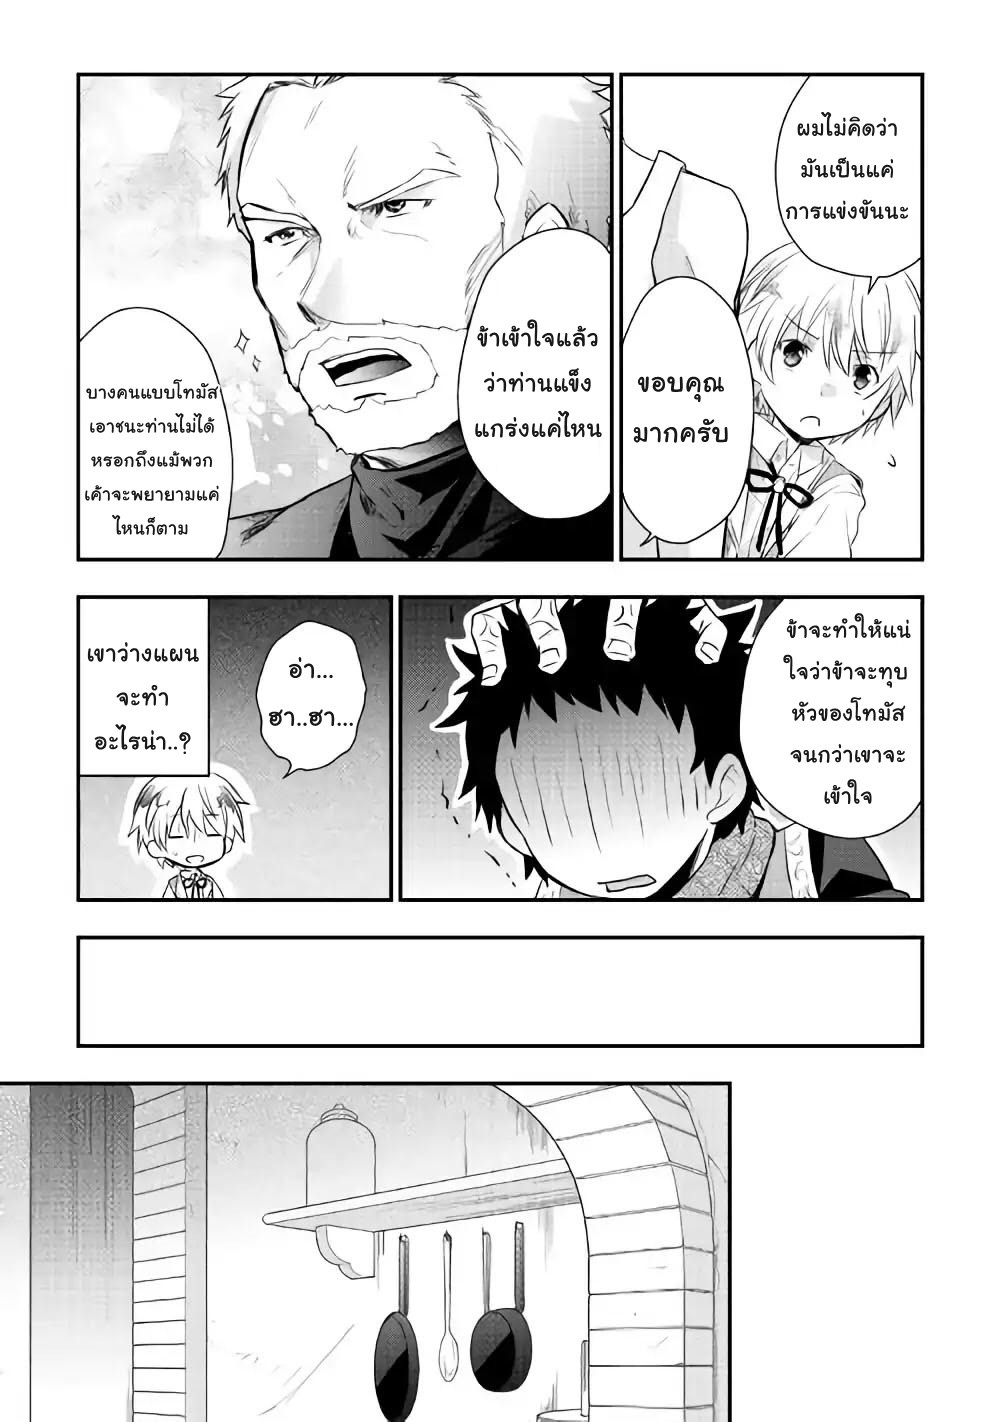 ผมไม่คิดว่า
มันเป็นแค่
การแข่งขันนะ
ขอบคุณ
มากครับ
ข้าเข้าใจแล้ว
ว่าท่านแข็ง
แกร่งแค่ไหน
บางคนแบบโทมัส
เอาชนะท่านไม่ได้
หรอกถึงแม้พวก
เค้าจะพยายามแค่
ไหนก็ตาม
ข้าจะทำให้แน่
ใจว่าข้าจะทุบ
หัวของโทมัส
จนกว่าเขาจะ
เข้าใจ
อ่า...
ฮา..ฮา...
เขาว่างแผน
จะทำ
อะไรน่า..?